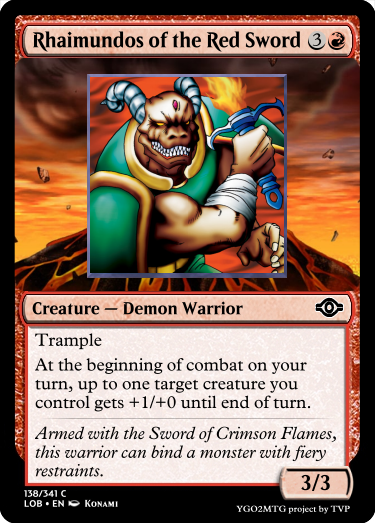 Rhaimundos of the Red Sword 3
Creature — Demon Warrior
Trample
At the beginning of combat on your
turn, up to one target creature you
control gets +1/+0 until end of turn.
Armed with the Sword of Crimson Flames,
this warrior can bind a monster with fiery
restraints.
3/3
138/341 C
LOB • EN Konami
YGO2MTG project by TVP